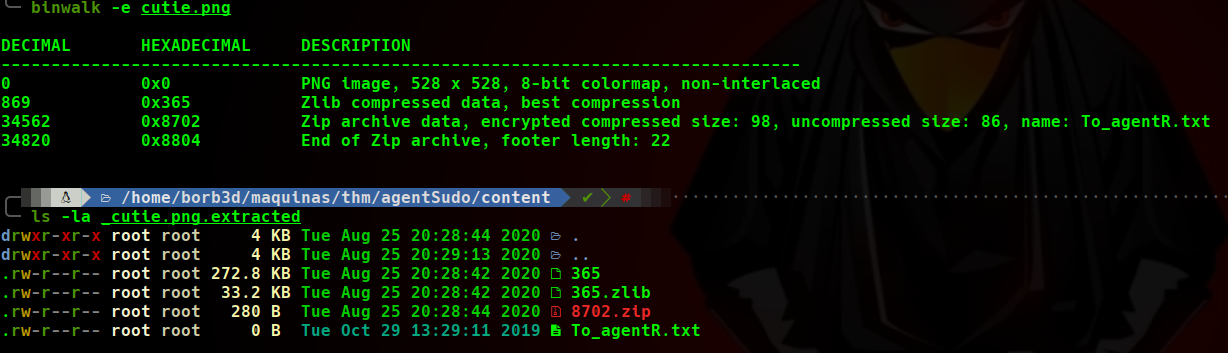 binwalk -e cutie.png
DECIMAL HEXADECIMAL DESCRIPTION
--------------------------------------------------------------------------------
0 0x0 PNG image, 528 x 528, 8-bit colormap, non-interlaced
869 0x365 Zlib compressed data, best compression
34562 0x8702 Zip archive data, encrypted compressed size: 98, uncompressed size: 86, name: To_agentR.txt
34820 0x8804 End of Zip archive, footer length: 22
/home/borb3d/maquinas/thm/agentSudo/content ✔ #
ls -la _cutie.png.extracted
drwxr-xr-x root root 4 KB Tue Aug 25 20:28:44 2020 .
drwxr-xr-x root root 4 KB Tue Aug 25 20:29:13 2020 ..
.rw-r--r-- root root 272.8 KB Tue Aug 25 20:28:42 2020 365
.rw-r--r-- root root 33.2 KB Tue Aug 25 20:28:42 2020 365.zlib
.rw-r--r-- root root 280 B Tue Aug 25 20:28:44 2020 8702.zip
.rw-r--r-- root root 0 B Tue Oct 29 13:29:11 2019 To_agentR.txt